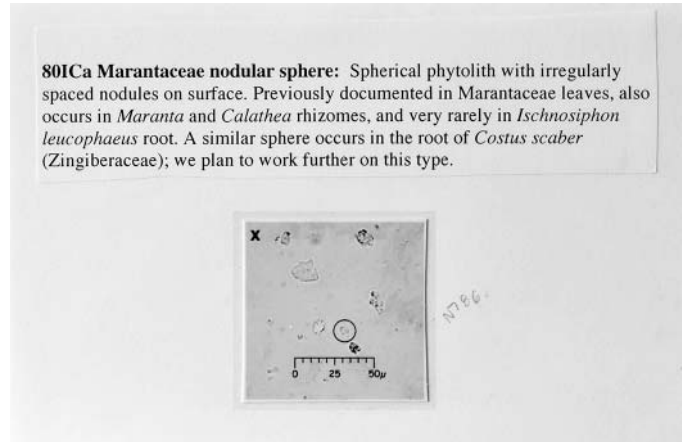 80ICa Marantaceae nodular sphere: Spherical phytolith with irregularly
spaced nodules on surface. Previously documented in Marantaceae leaves, also
occurs in Maranta and Calathea rhizomes, and very rarely in Ischnosiphon
leucophaeus root. A similar sphere occurs in the root of Costus scaber
(Zingiberaceae); we plan to work further on this type.
X
N786
0 25 50µ